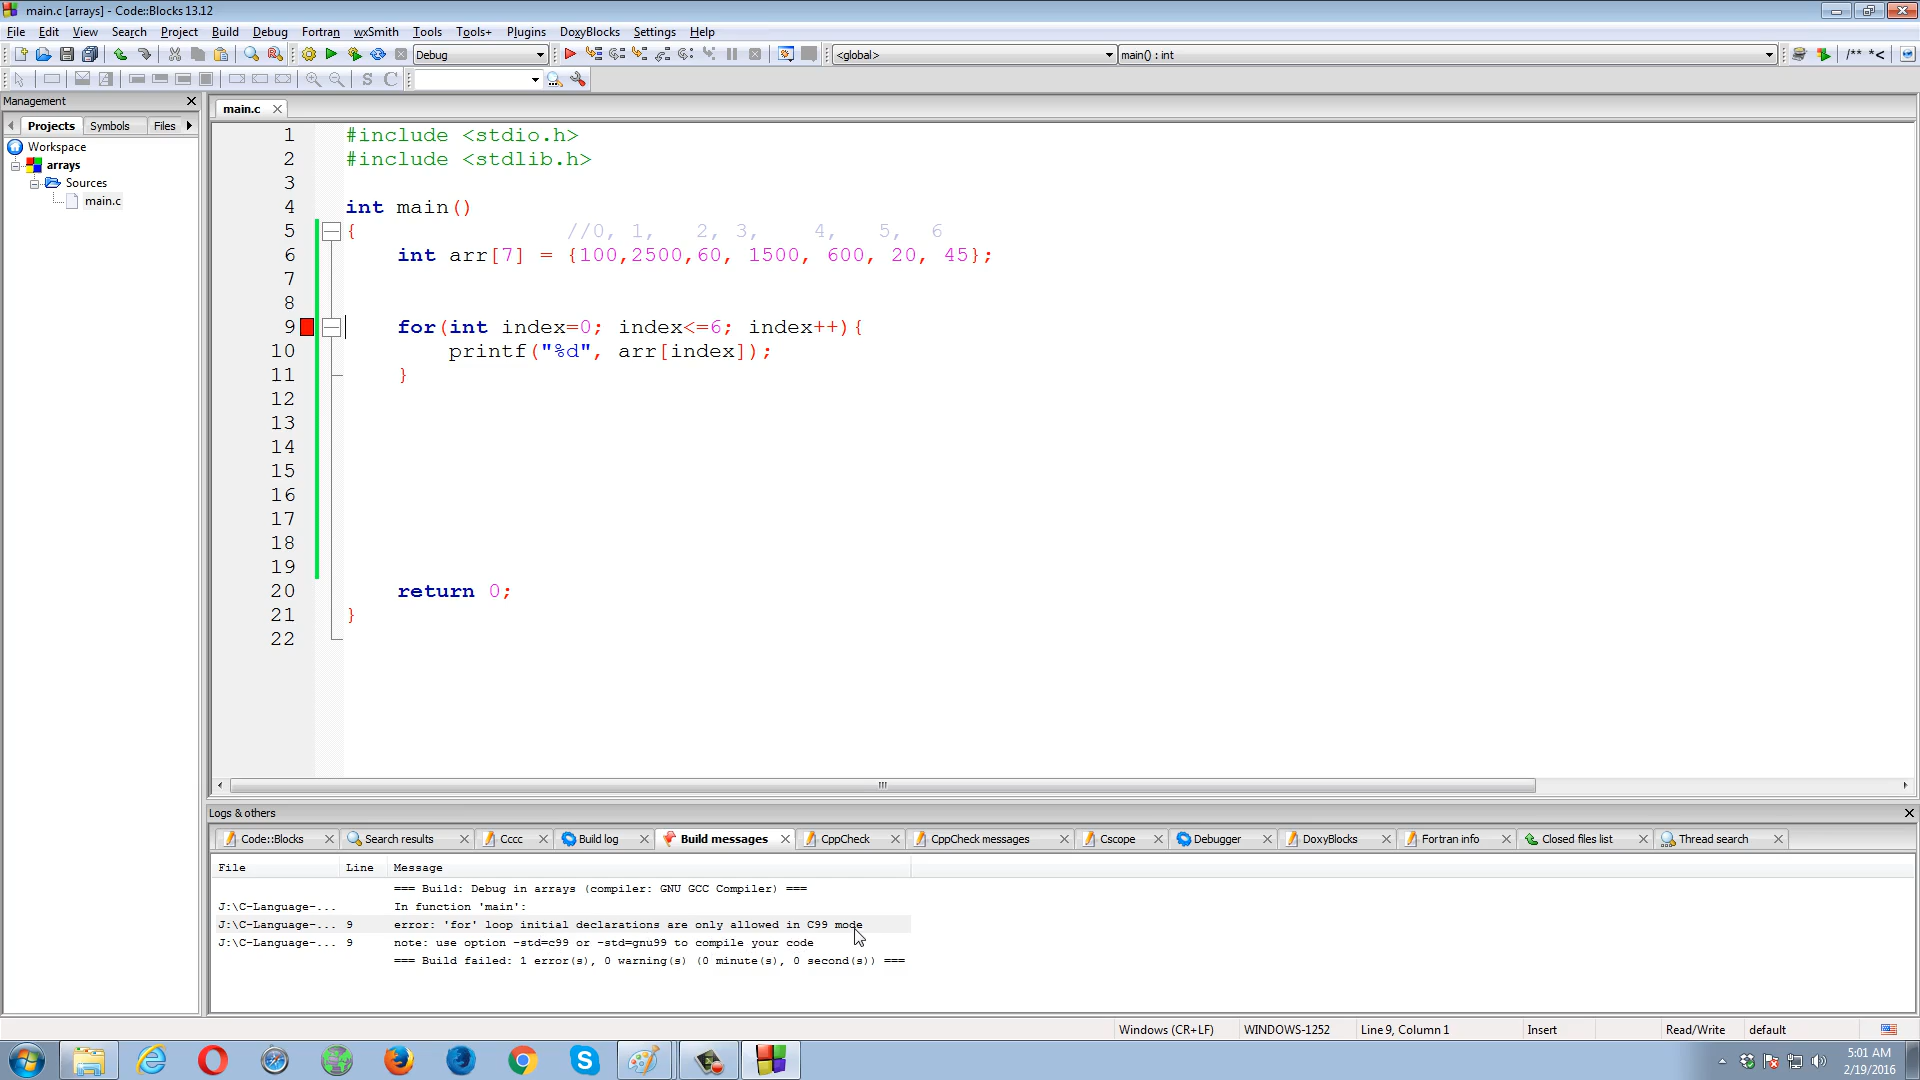 main.c [arrays] - Code::Blocks 13.12
File Edit View Search Project Build Debug Fortran wxSmith Tools Tools+ Plugins DoxyBlocks Settings Help
Debug <global> main() : int /** *<
S C
Management
Projects Symbols Files
Workspace
arrays
Sources
main.c
main.c
1 #include <stdio.h>
2 #include <stdlib.h>
3
4 int main()
5 { //0, 1, 2, 3, 4, 5, 6
6 int arr[7] = {100,2500,60, 1500, 600, 20, 45};
7
8
9 for(int index=0; index<=6; index++){
10 printf("%d", arr[index]);
11 }
12
13
14
15
16
17
18
19
20 return 0;
21 }
22
Logs & others
Code::Blocks Search results Cccc Build log Build messages CppCheck CppCheck messages Cscope Debugger DoxyBlocks Fortran info Closed files list Thread search
File Line Message
=== Build: Debug in arrays (compiler: GNU GCC Compiler) ===
J:\C-Language-... In function 'main':
J:\C-Language-... 9 error: 'for' loop initial declarations are only allowed in C99 mode
J:\C-Language-... 9 note: use option -std=c99 or -std=gnu99 to compile your code
=== Build failed: 1 error(s), 0 warning(s) (0 minute(s), 0 second(s)) ===
Windows (CR+LF) WINDOWS-1252 Line 9, Column 1 Insert Read/Write default
5:01 AM
2/19/2016